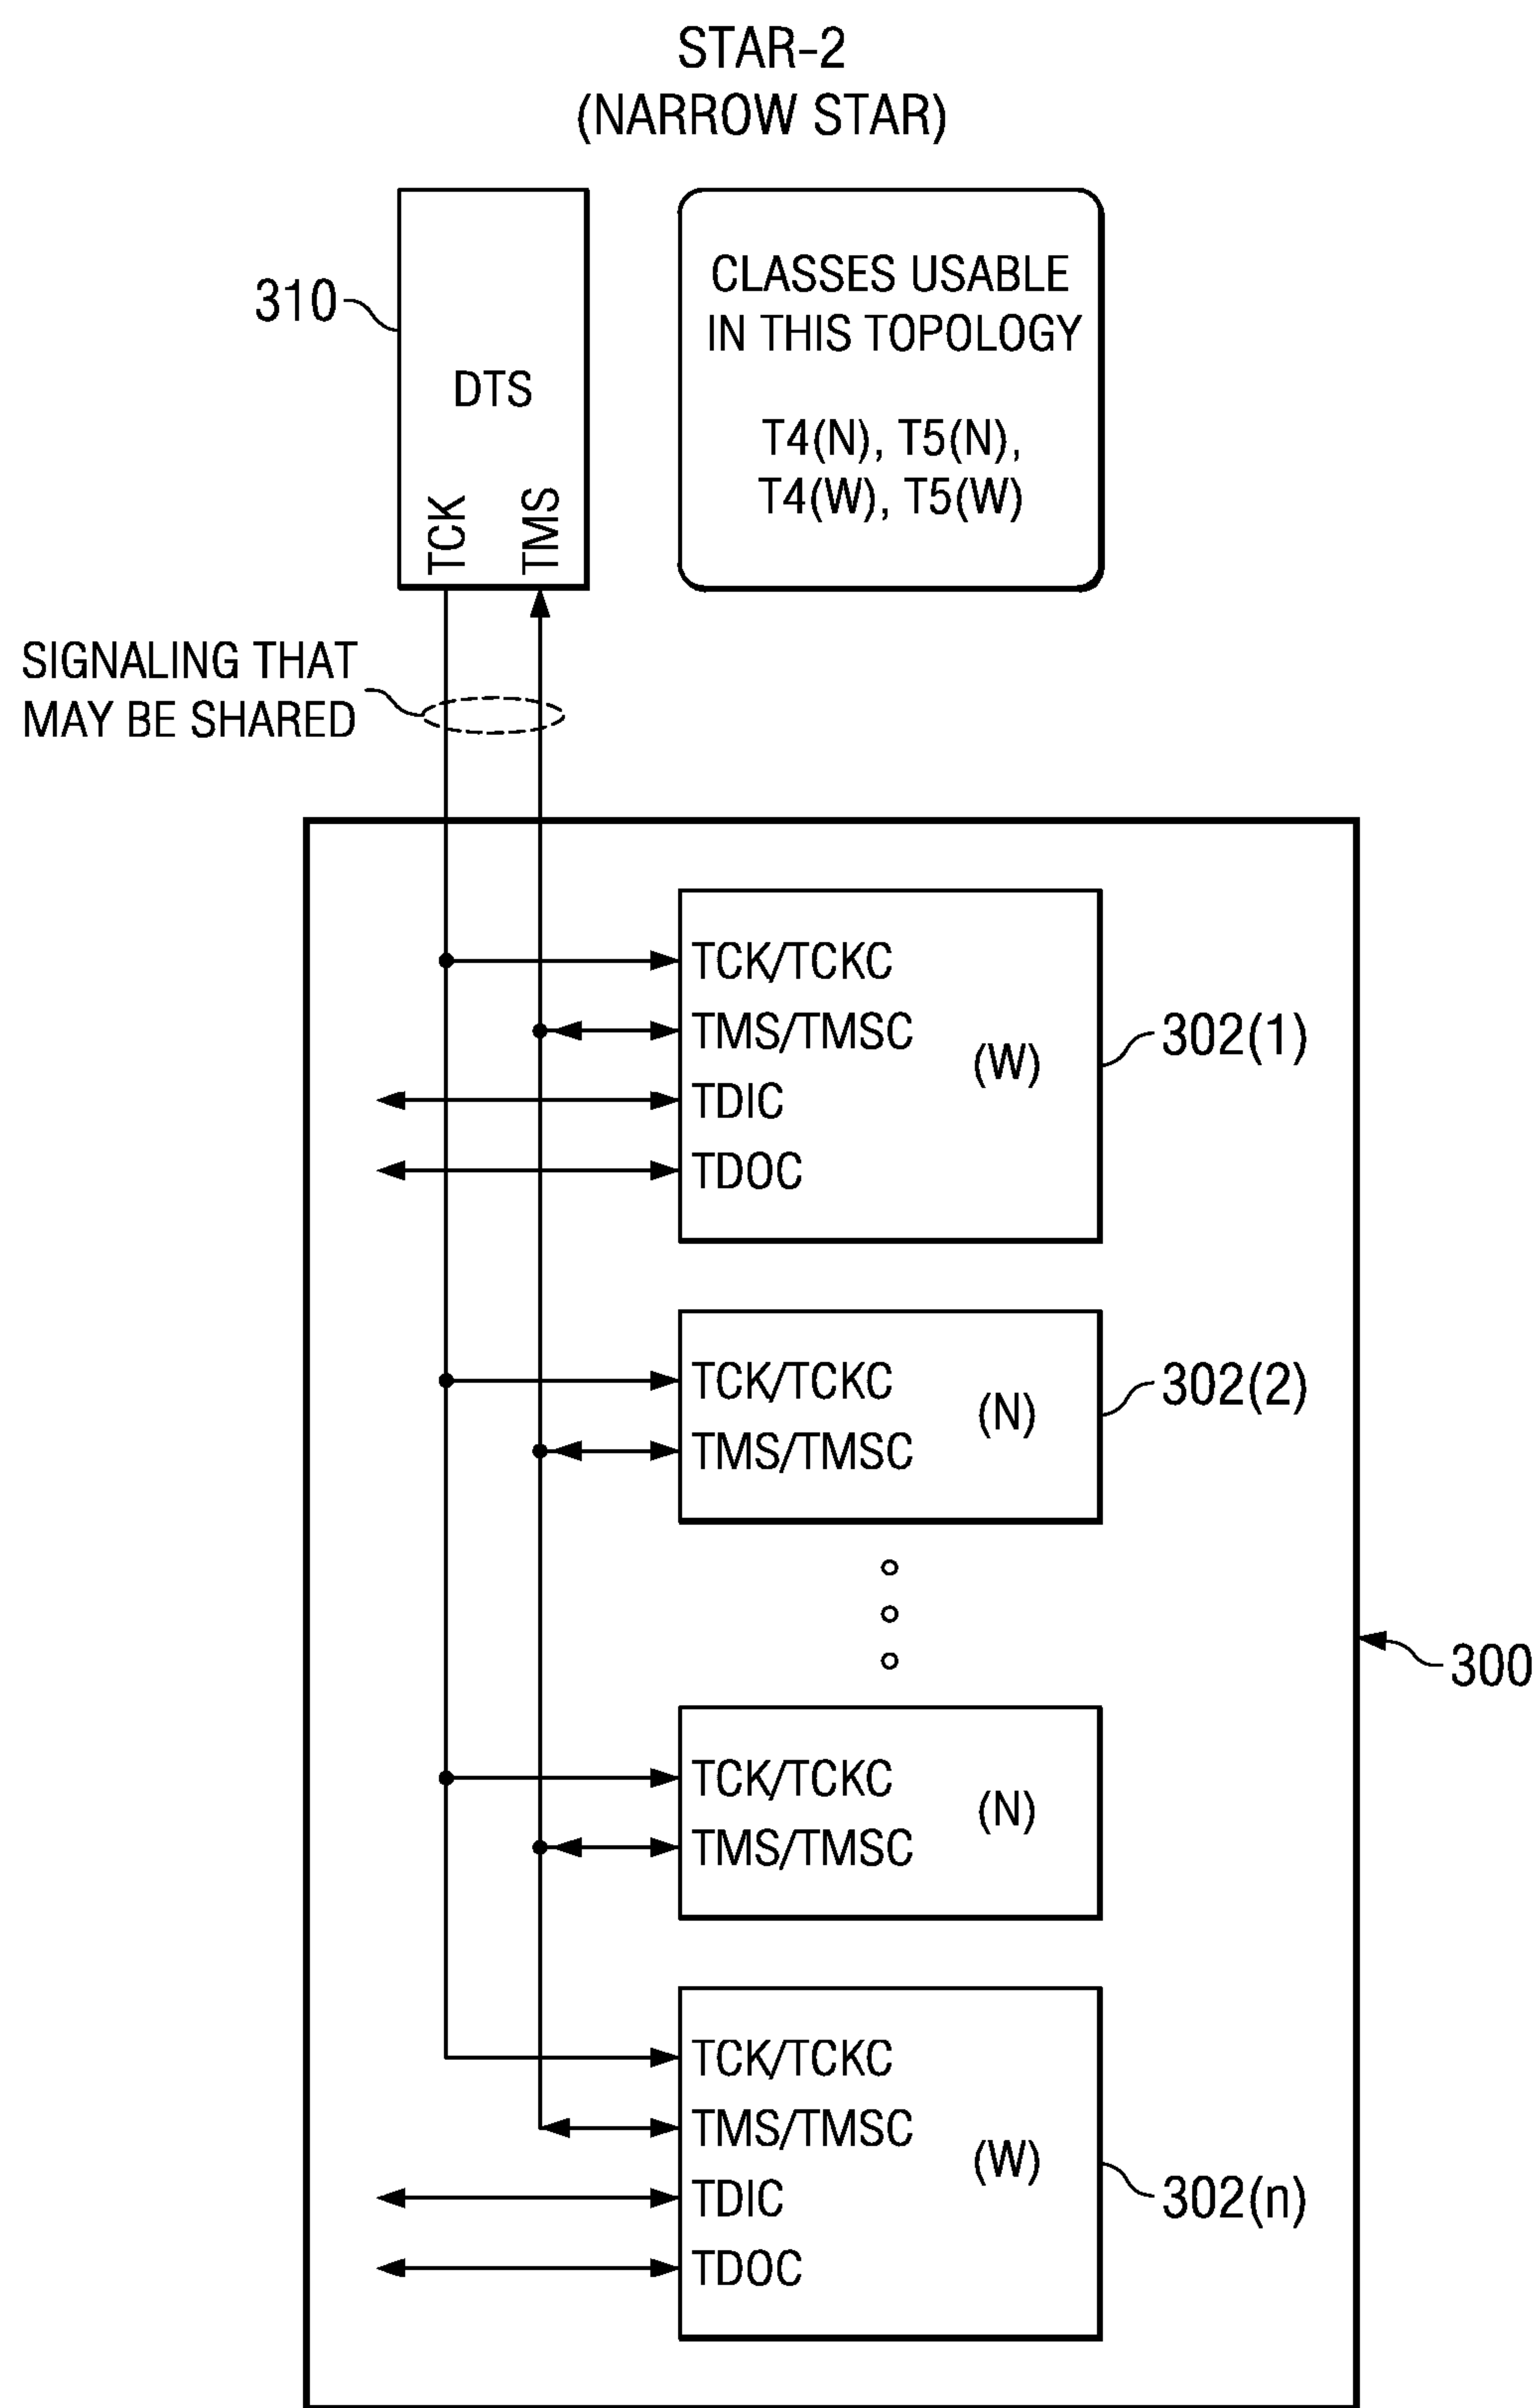 STAR-2
(NARROW STAR)
310
DTS
TCK
TMS
CLASSES USABLE
IN THIS TOPOLOGY
T4(N), T5(N),
T4(W), T5(W)
SIGNALING THAT
MAY BE SHARED
TCK/TCKC
TMS/TMSC
(W)
TDIC
TDOC
302(1)
TCK/TCKC
TMS/TMSC
(N)
302(2)
300
TCK/TCKC
TMS/TMSC
(N)
TCK/TCKC
TMS/TMSC
(W)
TDIC
TDOC
302(n)